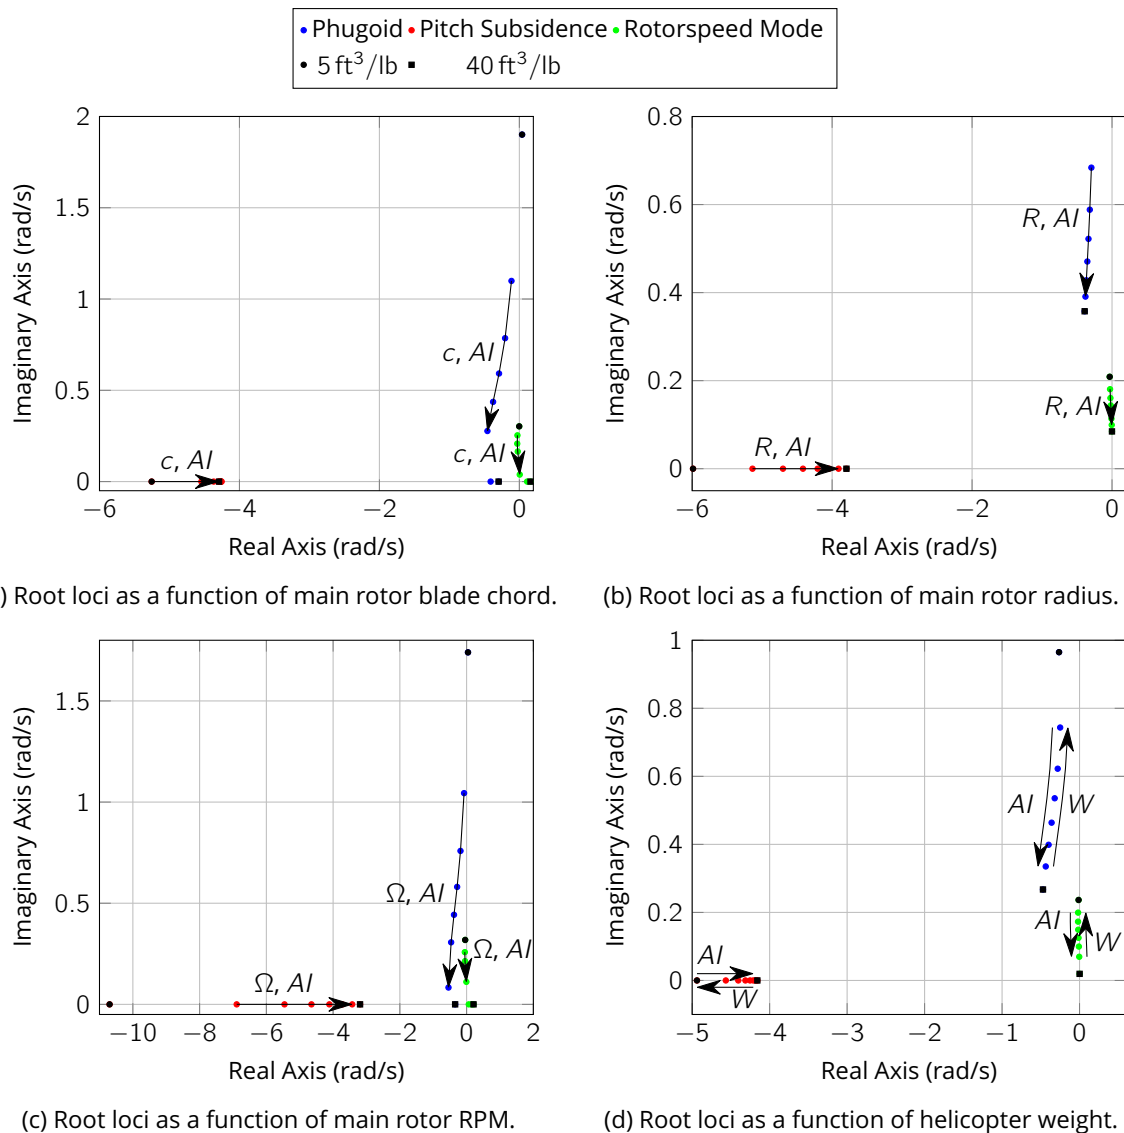 Phugoid Pitch Subsidence Rotorspeed Mode
5 ft³/lb 40 ft³/lb
2
1.5
1
0.5
0
Imaginary Axis (rad/s)
c, AI
c, AI
c, AI
−6 −4 −2 0
Real Axis (rad/s)
) Root loci as a function of main rotor blade chord.
0.8
0.6
0.4
0.2
0
Imaginary Axis (rad/s)
R, AI
R, AI
R, AI
−6 −4 −2 0
Real Axis (rad/s)
(b) Root loci as a function of main rotor radius.
1.5
1
0.5
0
Imaginary Axis (rad/s)
Ω, AI
Ω, AI
Ω, AI
−10 −8 −6 −4 −2 0 2
Real Axis (rad/s)
(c) Root loci as a function of main rotor RPM.
1
0.8
0.6
0.4
0.2
0
Imaginary Axis (rad/s)
AI W
AI
W
AI
W
−5 −4 −3 −2 −1 0
Real Axis (rad/s)
(d) Root loci as a function of helicopter weight.